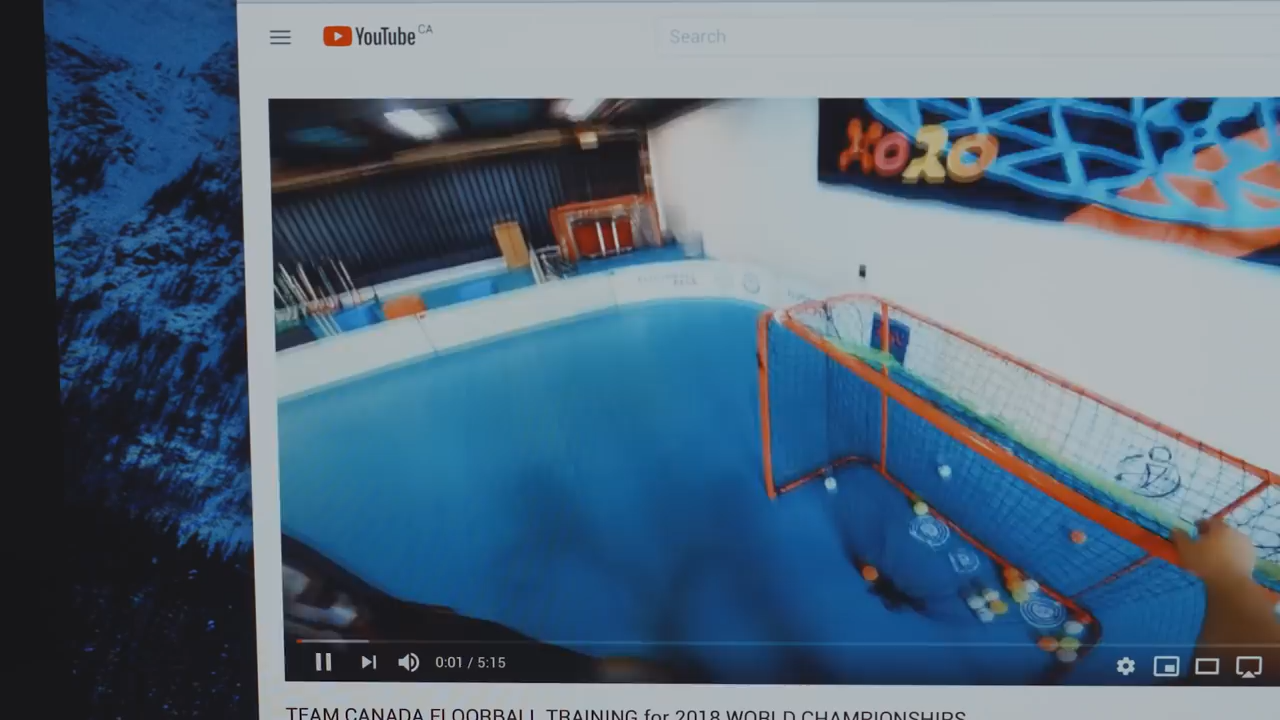 YouTube CA
Search
XOXO
0:01 / 5:15
TEAM CANADA FLOORBALL TRAINING for 2018 WORLD CHAMPIONSHIPS